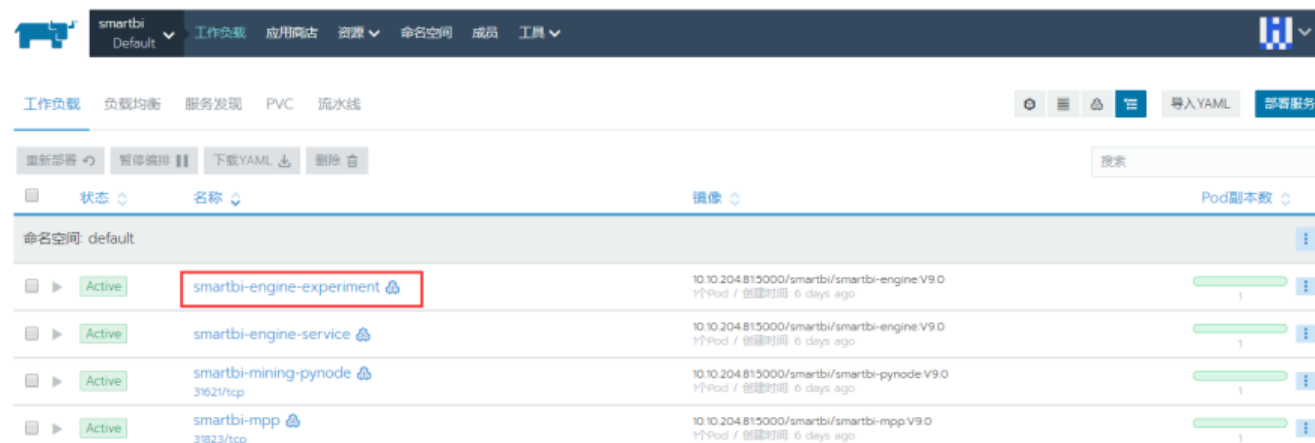 smartbi
Default
工作负载 应用商店 资源 命名空间 成员 工具
工作负载 负载均衡 服务发现 PVC 流水线 导入YAML 部署服务
重新部署 暂停编排 下载YAML 删除 搜索
状态 名称 镜像 Pod副本数
命名空间: default
Active smartbi-engine-experiment 10.10.204.81:5000/smartbi/smartbi-engine:V9.0
1个Pod / 创建时间: 6 days ago 1
Active smartbi-engine-service 10.10.204.81:5000/smartbi/smartbi-engine:V9.0
1个Pod / 创建时间: 6 days ago 1
Active smartbi-mining-pynode 10.10.204.81:5000/smartbi/smartbi-pynode:V9.0
31621/tcp 1个Pod / 创建时间: 6 days ago 1
Active smartbi-mpp 10.10.204.81:5000/smartbi/smartbi-mpp:V9.0
31823/tcp 1个Pod / 创建时间: 6 days ago 1